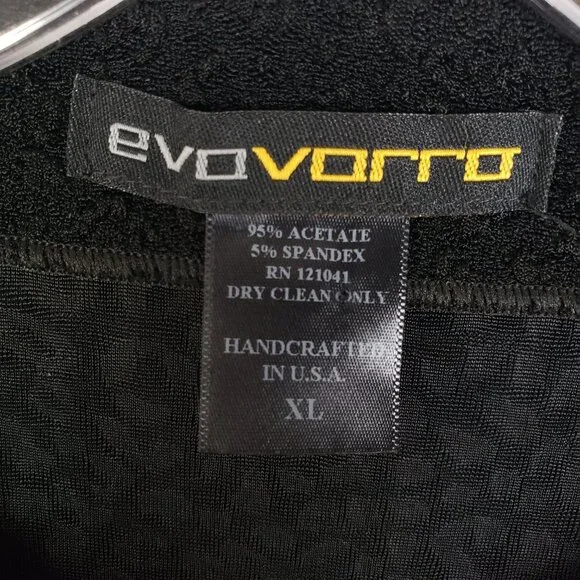 evovorro
95% ACETATE
5% SPANDEX
RN 121041
DRY CLEAN ONLY
HANDCRAFTED
IN U.S.A.
XL